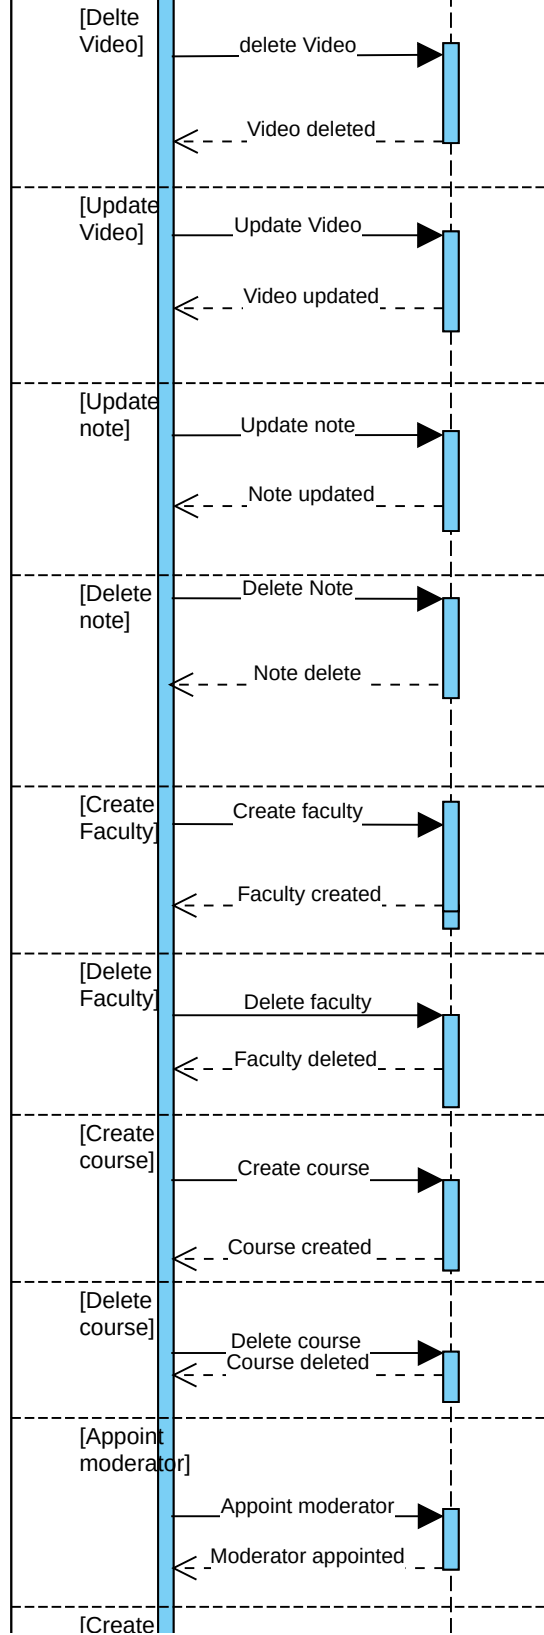 [Delte
Video]
delete Video
Video deleted
[Update
Video]
Update Video
Video updated
[Update
note]
Update note
Note updated
[Delete
note]
Delete Note
Note delete
[Create
Faculty]
Create faculty
Faculty created
[Delete
Faculty]
Delete faculty
Faculty deleted
[Create
course]
Create course
Course created
[Delete
course]
Delete course
Course deleted
[Appoint
moderator]
Appoint moderator
Moderator appointed
[Create